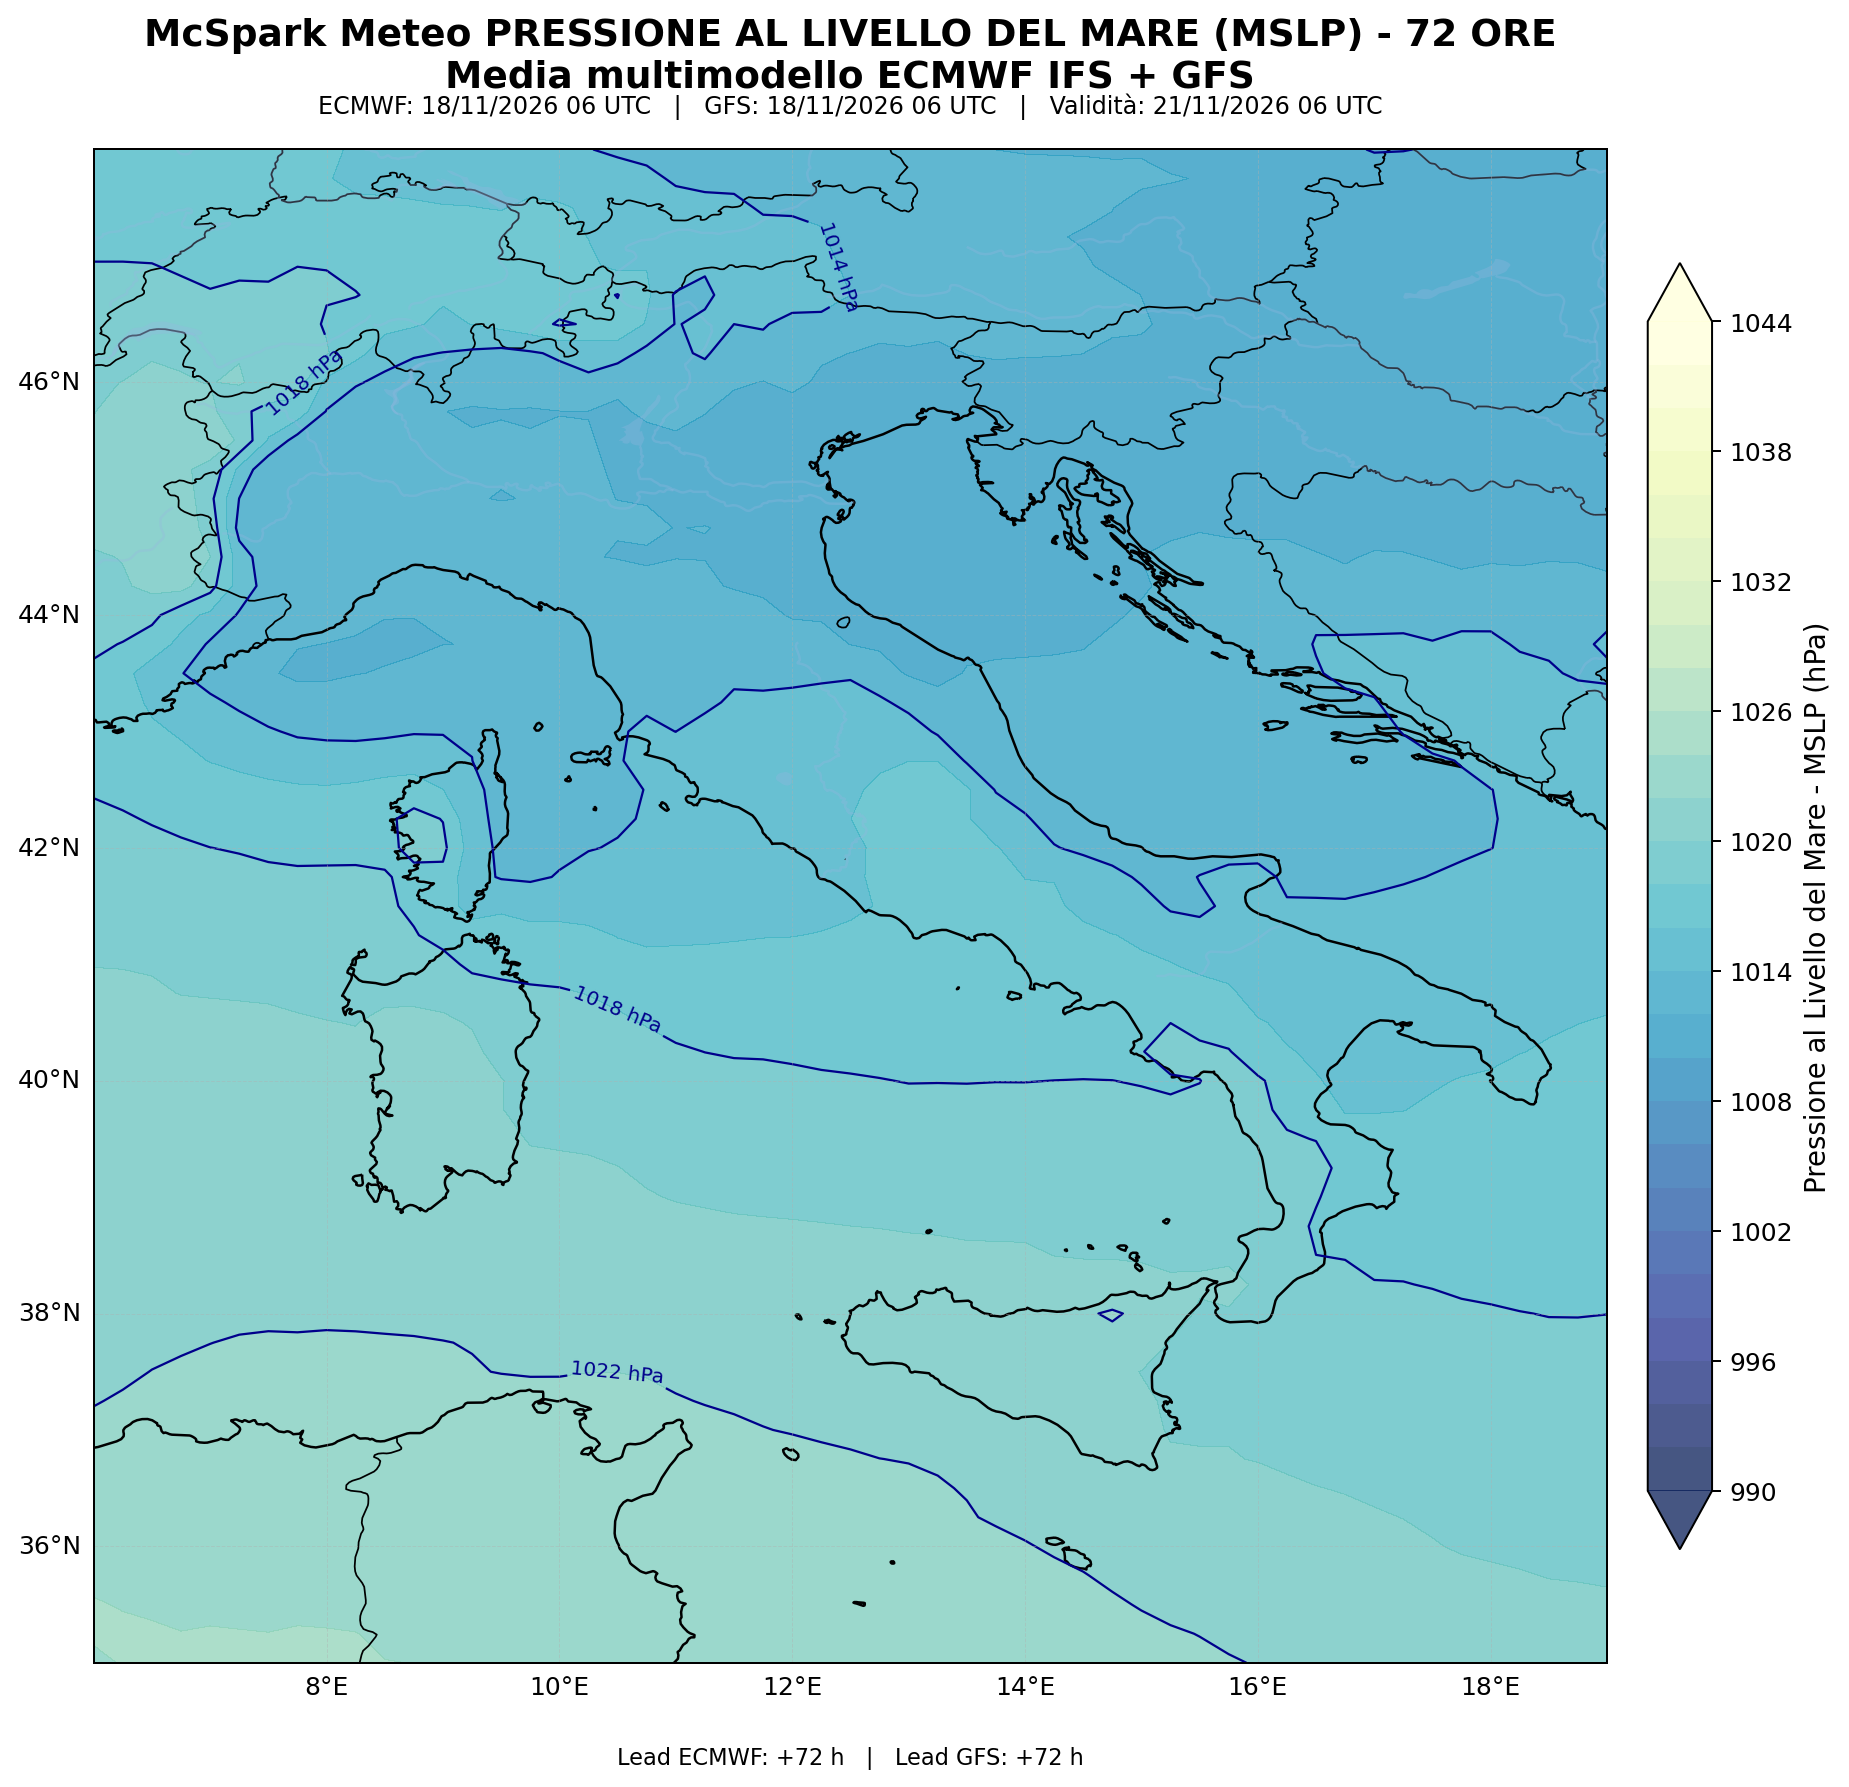 McSpark Meteo PRESSIONE AL LIVELLO DEL MARE (MSLP) - 72 ORE
Media multimodello ECMWF IFS + GFS
ECMWF: 18/11/2026 06 UTC | GFS: 18/11/2026 06 UTC | Validità: 21/11/2026 06 UTC
1014 hPa
1018 hPa
1018 hPa
1022 hPa
46°N
44°N
42°N
40°N
38°N
36°N
8°E
10°E
12°E
14°E
16°E
18°E
1044
1038
1032
1026
1020
1014
1008
1002
996
990
Pressione al Livello del Mare - MSLP (hPa)
Lead ECMWF: +72 h | Lead GFS: +72 h